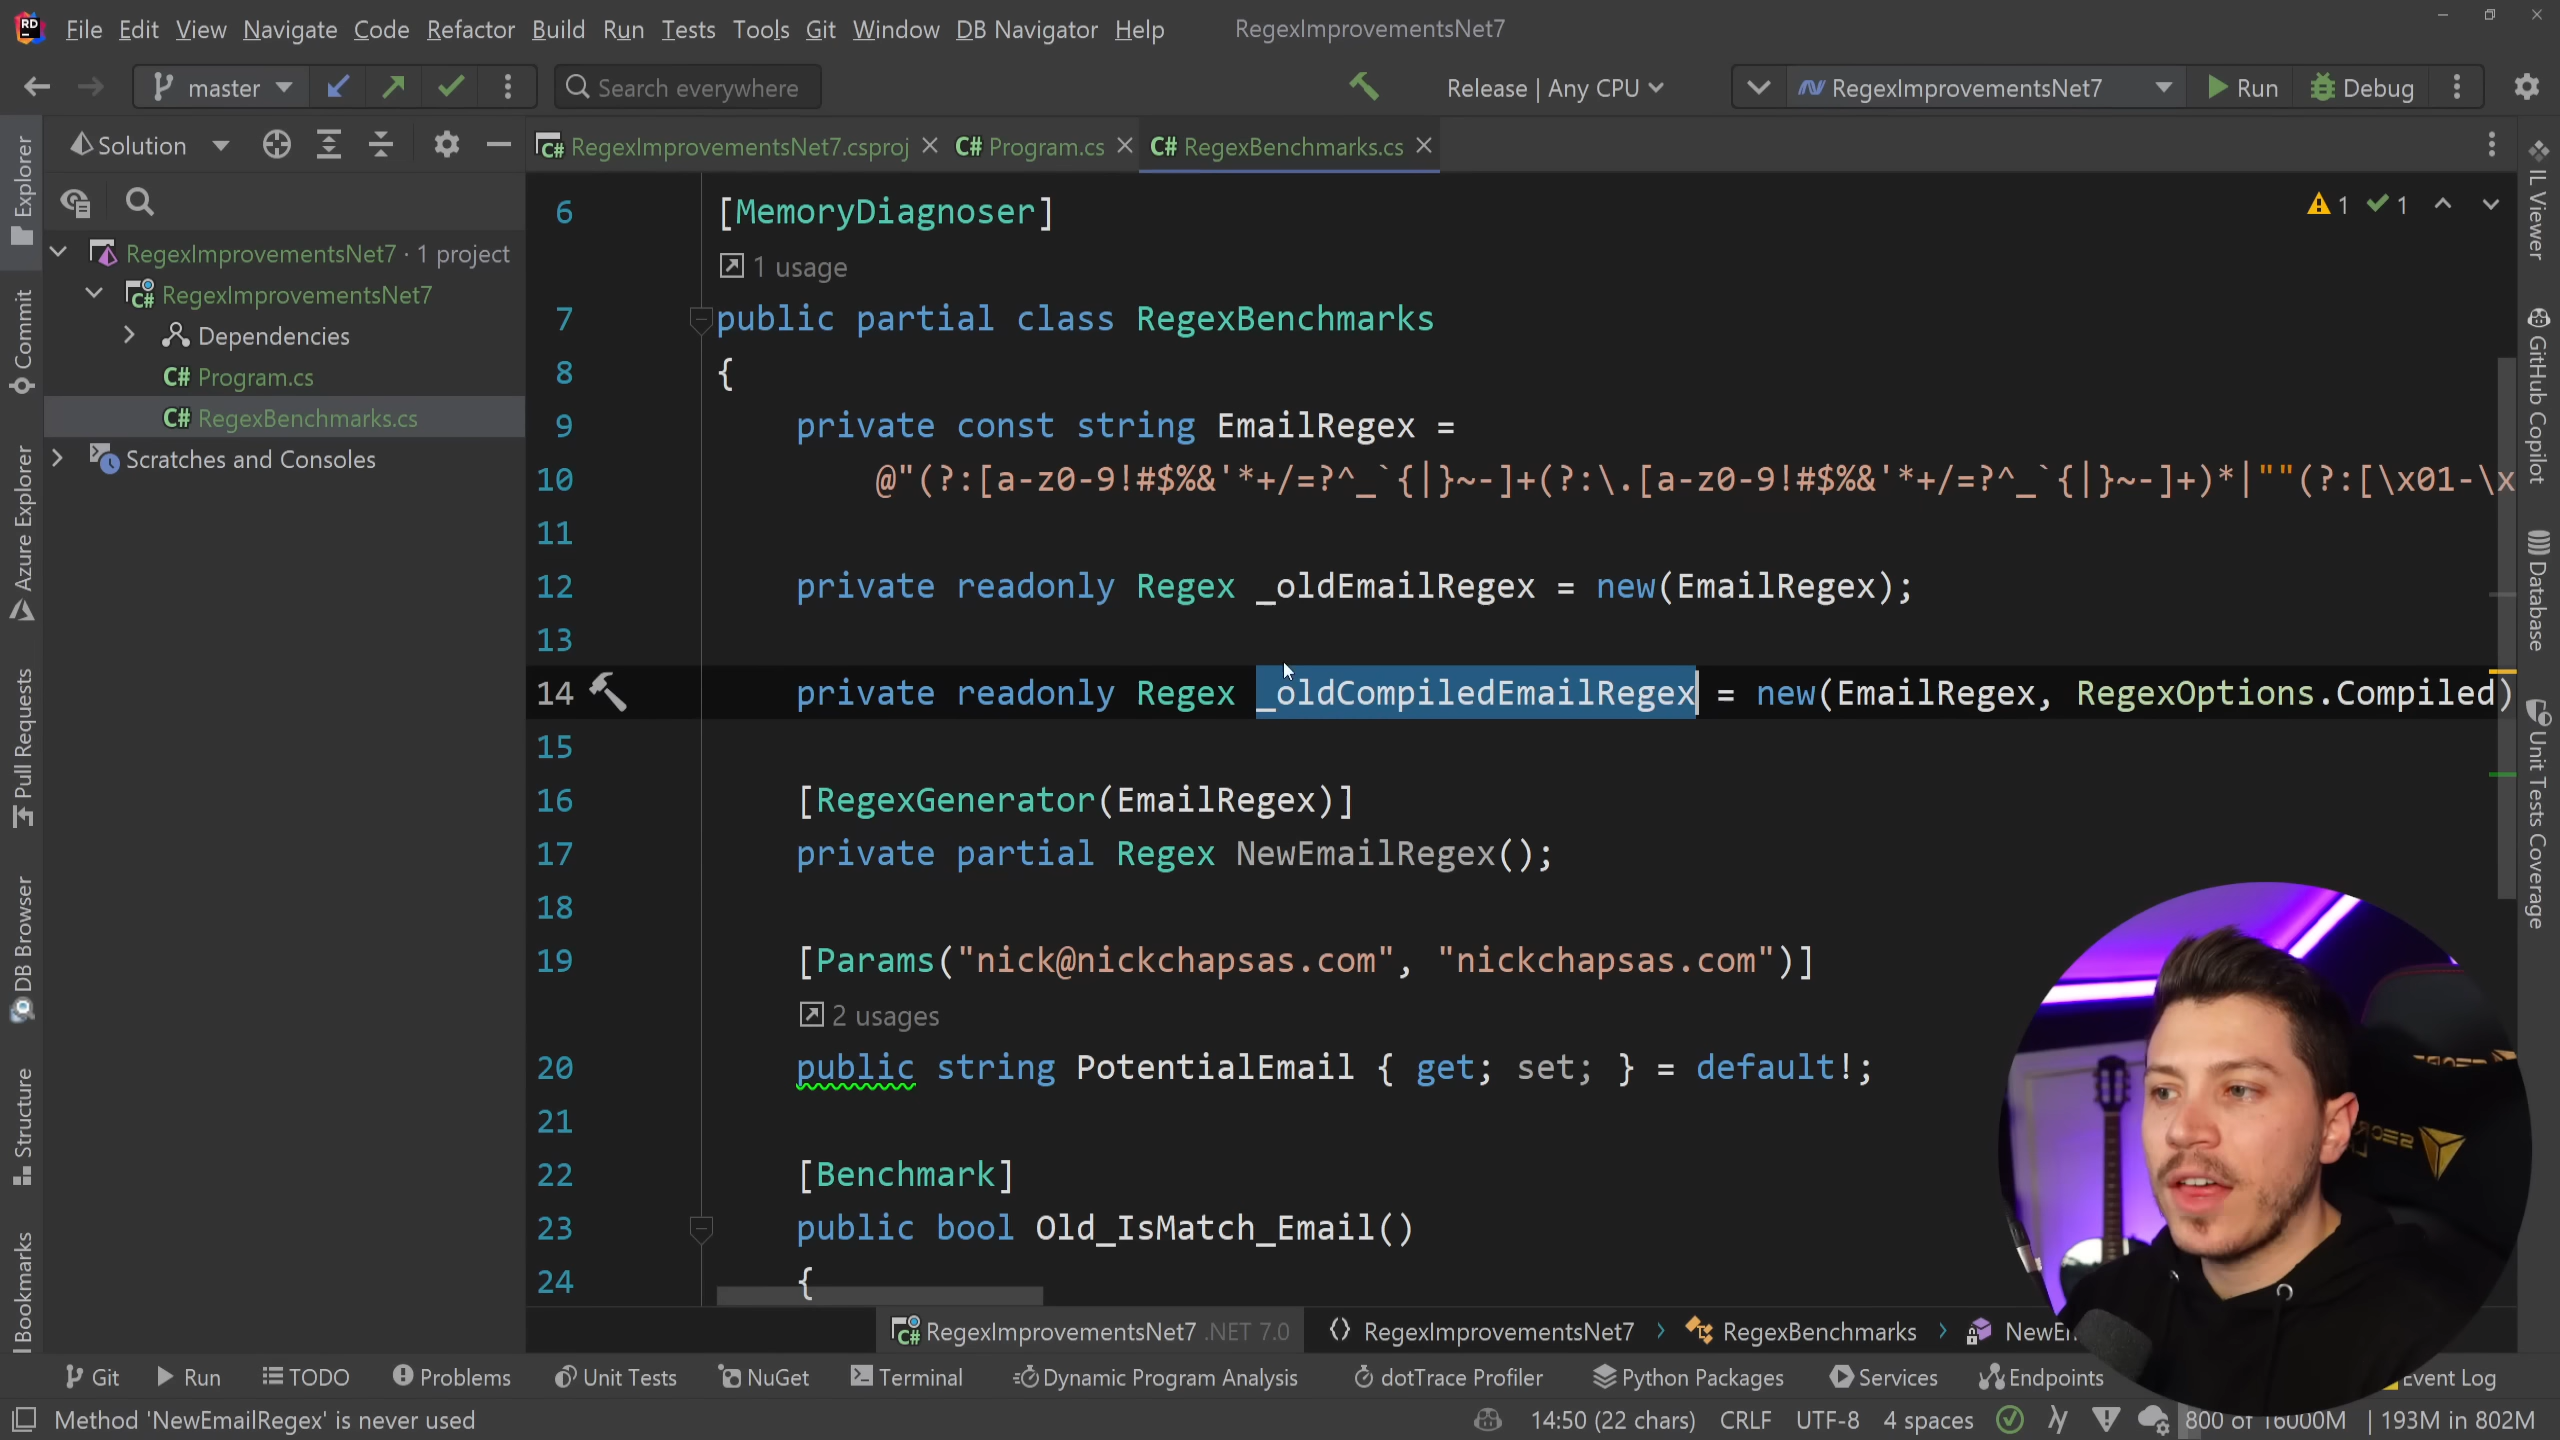 File Edit View Navigate Code Refactor Build Run Tests Tools Git Window DB Navigator Help RegexImprovementsNet7
master Search everywhere Release | Any CPU RegexImprovementsNet7 Run Debug
Solution RegexImprovementsNet7.csproj Program.cs RegexBenchmarks.cs
Explorer
Commit
Azure Explorer
Pull Requests
DB Browser
Structure
Bookmarks
RegexImprovementsNet7 · 1 project
RegexImprovementsNet7
Dependencies
Program.cs
RegexBenchmarks.cs
Scratches and Consoles
1 1
6 [MemoryDiagnoser]
1 usage
7 public partial class RegexBenchmarks
8 {
9 private const string EmailRegex =
10 @"(?:[a-z0-9!#$%&'*+/=?^_`{|}~-]+(?:\.[a-z0-9!#$%&'*+/=?^_`{|}~-]+)*|""(?:[\x01-\x
11
12 private readonly Regex _oldEmailRegex = new(EmailRegex);
13
14 private readonly Regex _oldCompiledEmailRegex = new(EmailRegex, RegexOptions.Compiled)
15
16 [RegexGenerator(EmailRegex)]
17 private partial Regex NewEmailRegex();
18
19 [Params("nick@nickchapsas.com", "nickchapsas.com")]
2 usages
20 public string PotentialEmail { get; set; } = default!;
21
22 [Benchmark]
23 public bool Old_IsMatch_Email()
24 {
IL Viewer
GitHub Copilot
Database
Unit Tests Coverage
RegexImprovementsNet7 .NET 7.0 RegexImprovementsNet7 RegexBenchmarks
Git Run TODO Problems Unit Tests NuGet Terminal Dynamic Program Analysis dotTrace Profiler Python Packages Services Endpoints Event Log
Method 'NewEmailRegex' is never used 14:50 (22 chars) CRLF UTF-8 4 spaces 800 of 16000M 193M in 802M